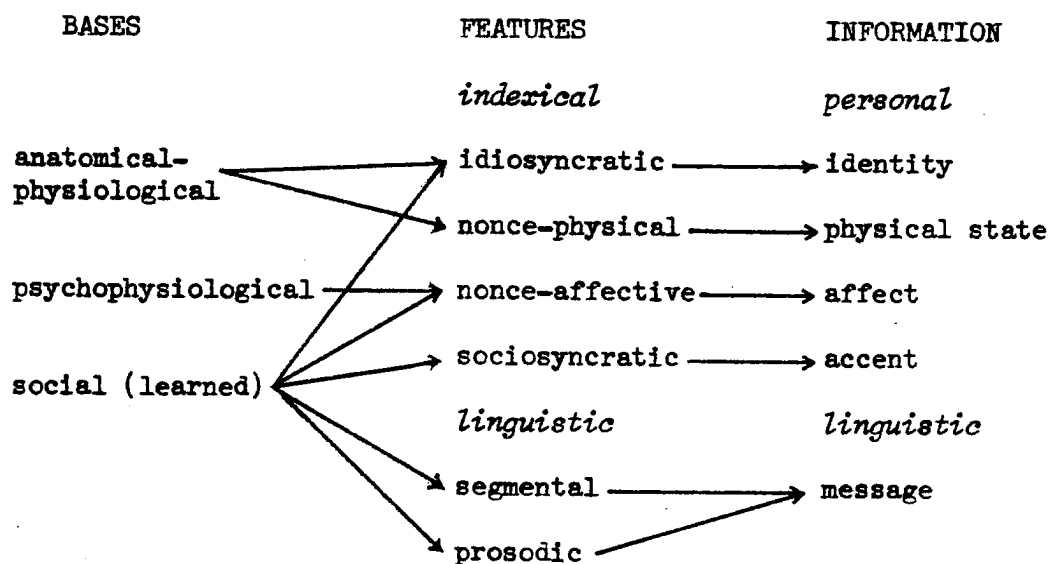 BASES FEATURES INFORMATION
indexical personal
anatomical-
physiological
idiosyncratic identity
nonce-physical physical state
psychophysiological nonce-affective affect
sociosyncratic accent
social (learned)
linguistic linguistic
segmental message
prosodic